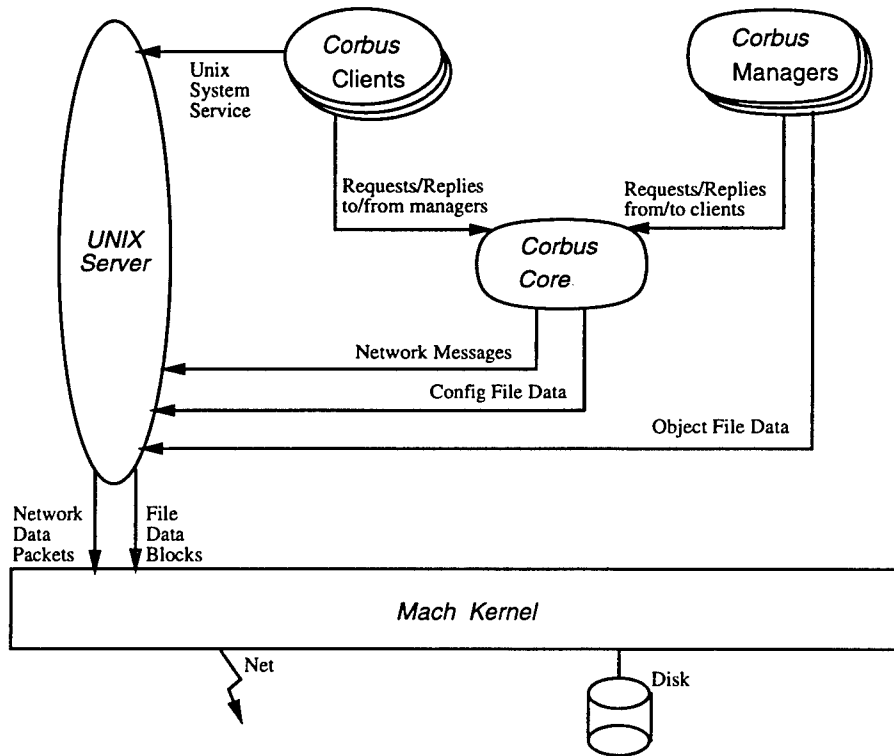 Corbus
Clients
Corbus
Managers
Unix
System
Service
Requests/Replies
to/from managers
Requests/Replies
from/to clients
UNIX
Server
Corbus
Core
Network Messages
Config File Data
Object File Data
Network
Data
Packets
File
Data
Blocks
Mach Kernel
Net
Disk